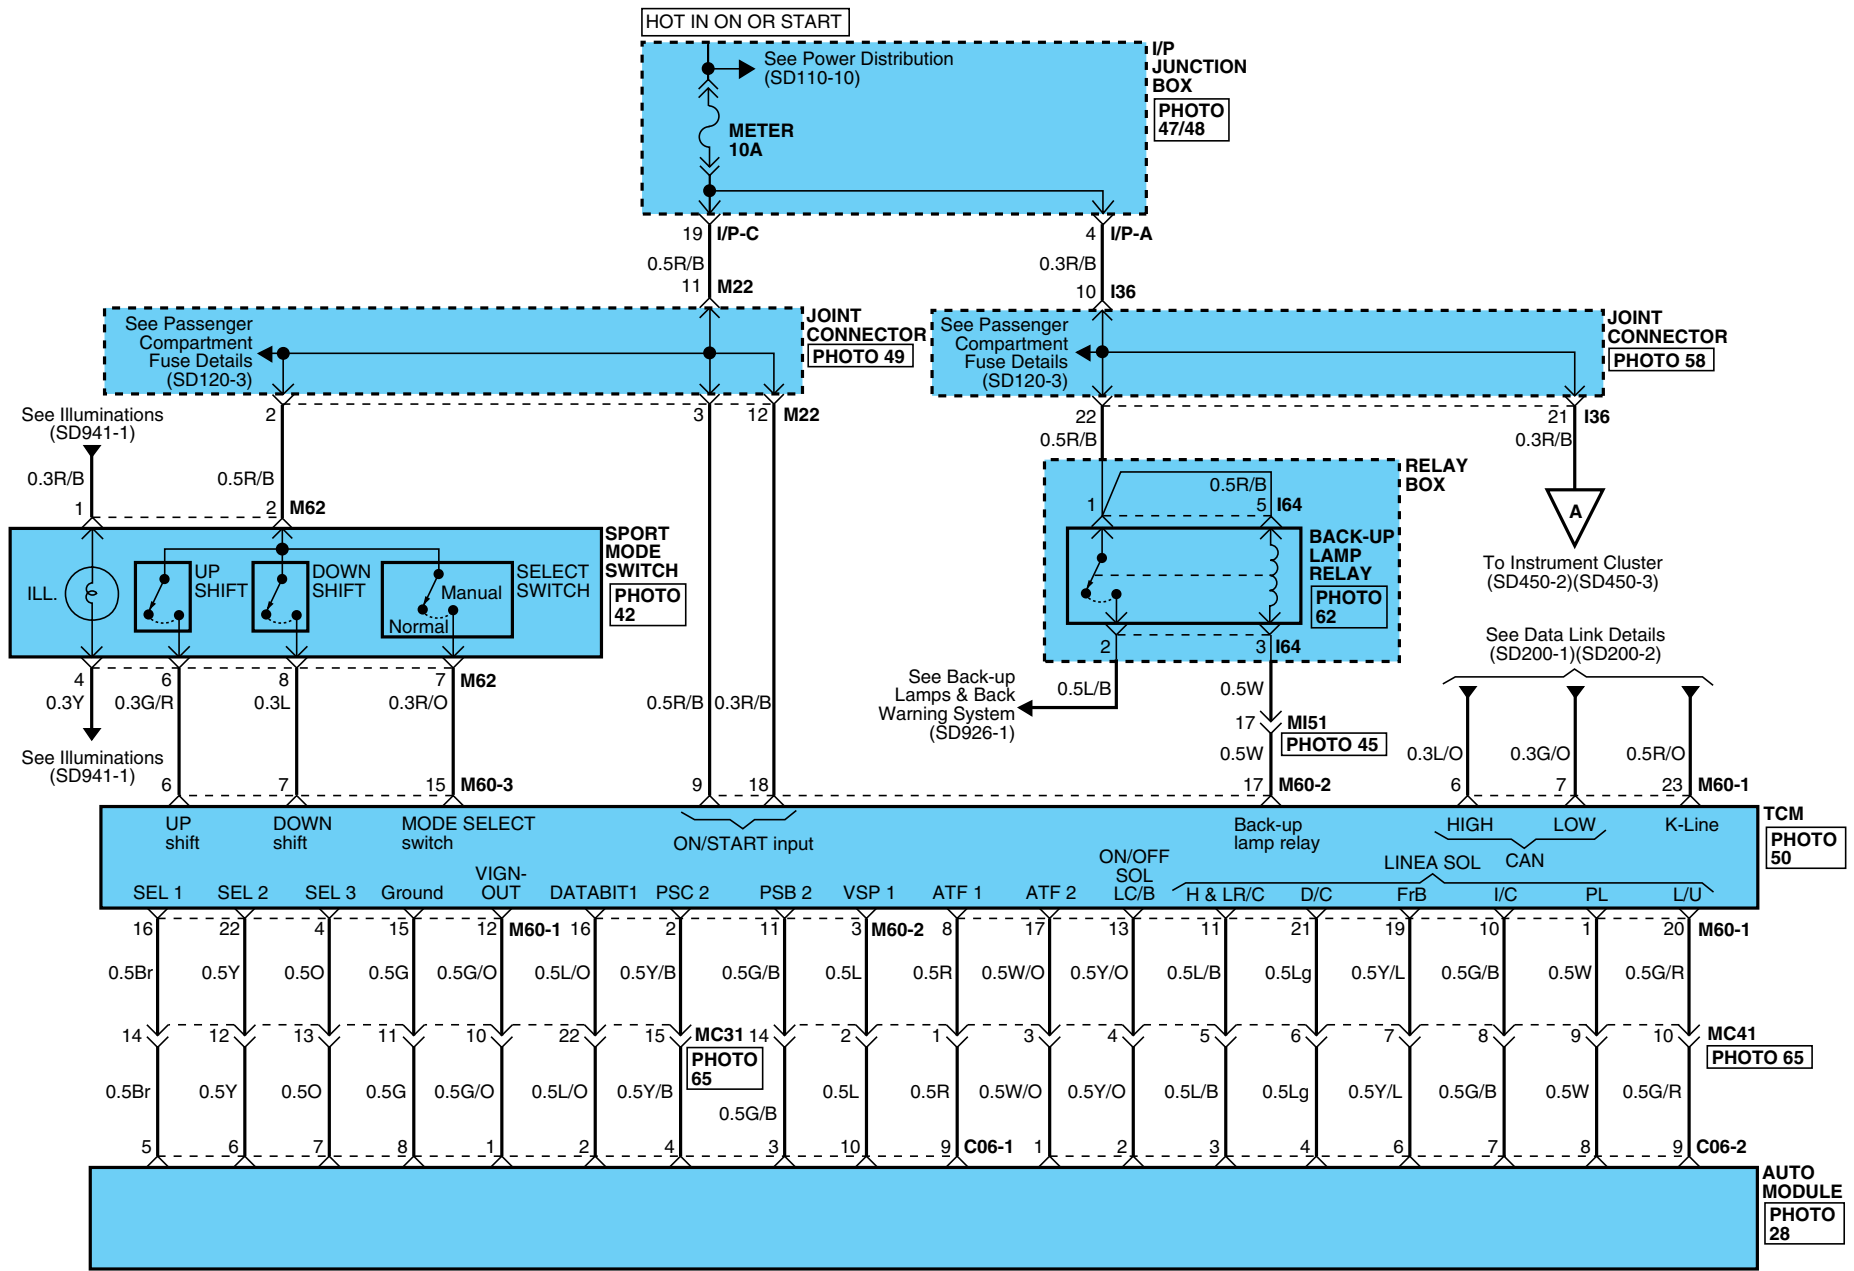 HOT IN ON OR START
See Power Distribution
(SD110-10)
METER
10A
I/P
JUNCTION
BOX
PHOTO
47/48
19 I/P-C
4 I/P-A
0.5R/B
0.3R/B
11 M22
10 I36
See Passenger
Compartment
Fuse Details
(SD120-3)
JOINT
CONNECTOR
PHOTO 49
See Passenger
Compartment
Fuse Details
(SD120-3)
JOINT
CONNECTOR
PHOTO 58
2 3 12 M22
22 21 I36
See Illuminations
(SD941-1)
0.3R/B 0.5R/B
0.5R/B 0.3R/B
1 2 M62
RELAY
BOX
0.5R/B
1 5 I64
A
To Instrument Cluster
(SD450-2)(SD450-3)
ILL.
UP
SHIFT
DOWN
SHIFT
Manual
Normal
SELECT
SWITCH
SPORT
MODE
SWITCH
PHOTO
42
BACK-UP
LAMP
RELAY
PHOTO
62
2 3 I64
See Data Link Details
(SD200-1)(SD200-2)
4 6 8 7 M62
0.3Y 0.3G/R 0.3L 0.3R/O 0.5R/B 0.3R/B
See Back-up
Lamps & Back
Warning System
(SD926-1)
0.5L/B 0.5W
17 MI51
PHOTO 45
0.5W
0.3L/O 0.3G/O 0.5R/O
See Illuminations
(SD941-1)
6 7 15 M60-3 9 18 17 M60-2 6 7 23 M60-1
TCM
PHOTO
50
UP
shift
DOWN
shift
MODE SELECT
switch
ON/START input
Back-up
lamp relay
HIGH LOW K-Line
CAN
SEL 1 SEL 2 SEL 3 Ground
VIGN-
OUT
DATABIT1 PSC 2 PSB 2 VSP 1 ATF 1 ATF 2
ON/OFF
SOL
LC/B
LINEA SOL
H & LR/C D/C FrB I/C PL L/U
16 22 4 15 12 M60-1 16 2 11 3 M60-2 8 17 13 11 21 19 10 1 20 M60-1
0.5Br 0.5Y 0.5O 0.5G 0.5G/O 0.5L/O 0.5Y/B 0.5G/B 0.5L 0.5R 0.5W/O 0.5Y/O 0.5L/B 0.5Lg 0.5Y/L 0.5G/B 0.5W 0.5G/R
14 12 13 11 10 22 15 MC31 14 2 1 3 4 5 6 7 8 9 10 MC41
PHOTO
65
PHOTO 65
0.5Br 0.5Y 0.5O 0.5G 0.5G/O 0.5L/O 0.5Y/B 0.5G/B 0.5L 0.5R 0.5W/O 0.5Y/O 0.5L/B 0.5Lg 0.5Y/L 0.5G/B 0.5W 0.5G/R
5 6 7 8 1 2 4 3 10 9 C06-1 1 2 3 4 6 7 8 9 C06-2
AUTO
MODULE
PHOTO
28